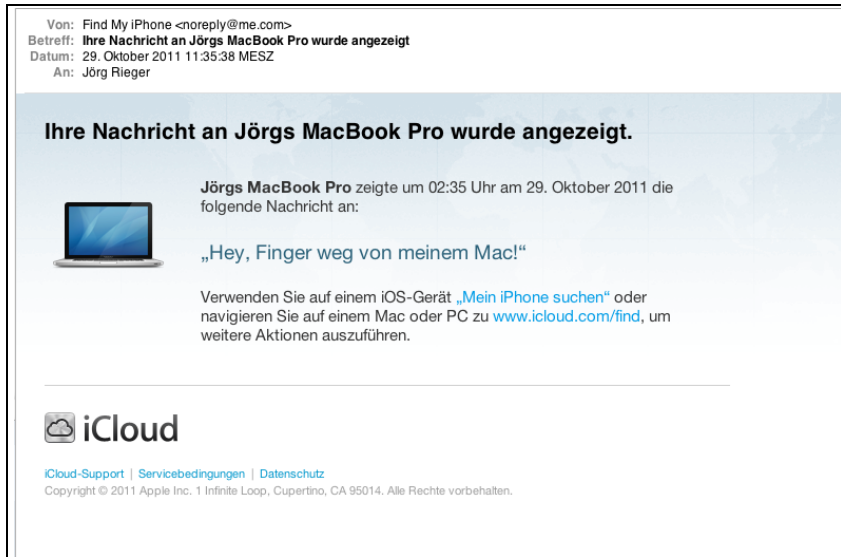 Von: Find My iPhone <noreply@me.com>
Betreff: Ihre Nachricht an Jörgs MacBook Pro wurde angezeigt
Datum: 29. Oktober 2011 11:35:38 MESZ
An: Jörg Rieger
Ihre Nachricht an Jörgs MacBook Pro wurde angezeigt.
Jörgs MacBook Pro zeigte um 02:35 Uhr am 29. Oktober 2011 die
folgende Nachricht an:
„Hey, Finger weg von meinem Mac!“
Verwenden Sie auf einem iOS-Gerät „Mein iPhone suchen“ oder
navigieren Sie auf einem Mac oder PC zu www.icloud.com/find, um
weitere Aktionen auszuführen.
iCloud
iCloud-Support | Servicebedingungen | Datenschutz
Copyright © 2011 Apple Inc. 1 Infinite Loop, Cupertino, CA 95014. Alle Rechte vorbehalten.